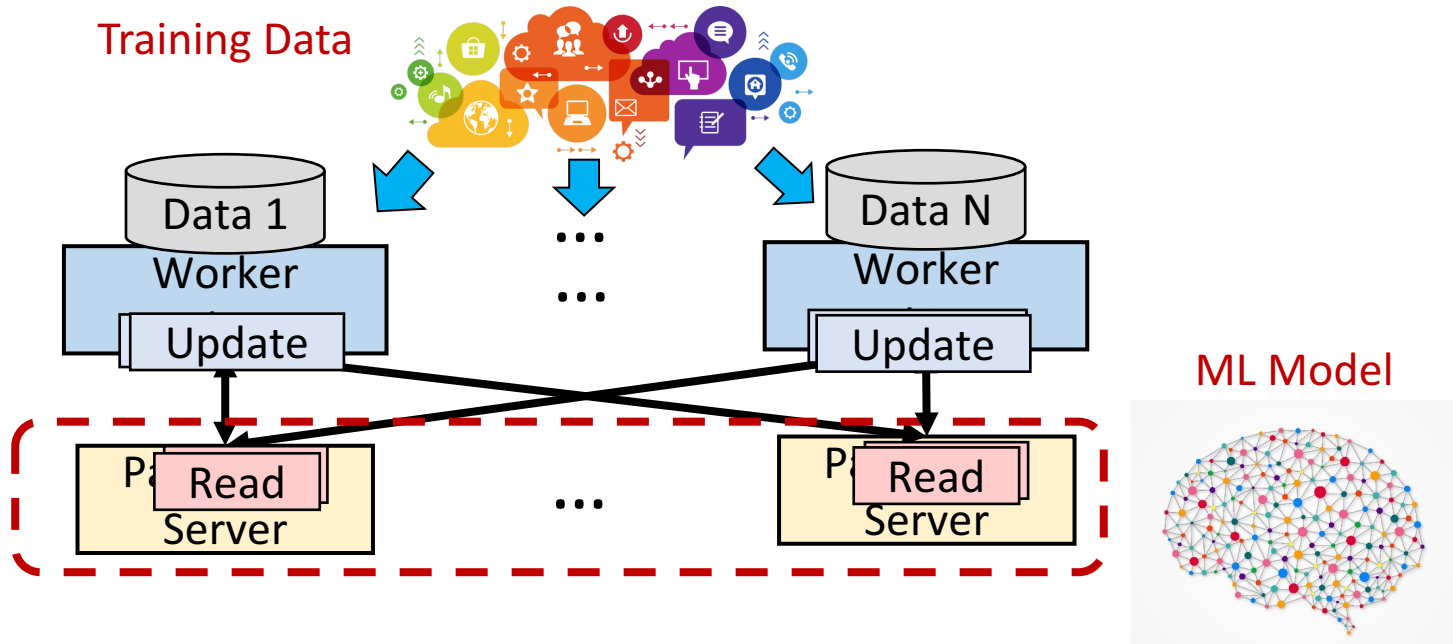 Training Data
Data 1
Data N
...
Worker
Worker
...
Update
Update
ML Model
Read
Read
...
Server
Server